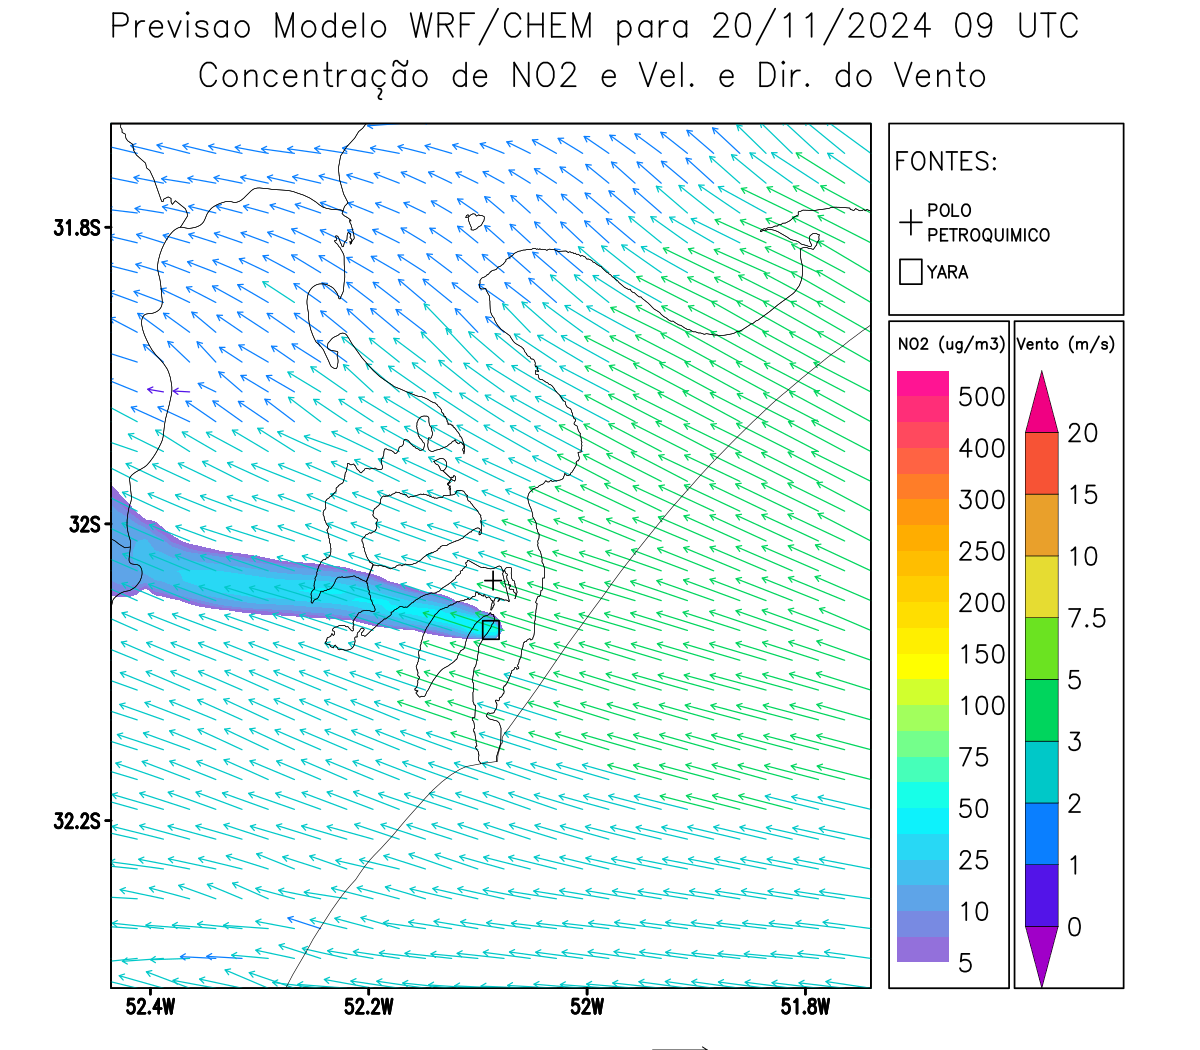 Previsao Modelo WRF/CHEM para 20/11/2024 09 UTC
Concentração de NO2 e Vel. e Dir. do Vento
FONTES:
POLO
PETROQUIMICO
YARA
NO2 (ug/m3)
500
400
300
250
200
150
100
75
50
25
10
5
Vento (m/s)
20
15
10
7.5
5
3
2
1
0
31.8S
32S
32.2S
52.4W
52.2W
52W
51.8W